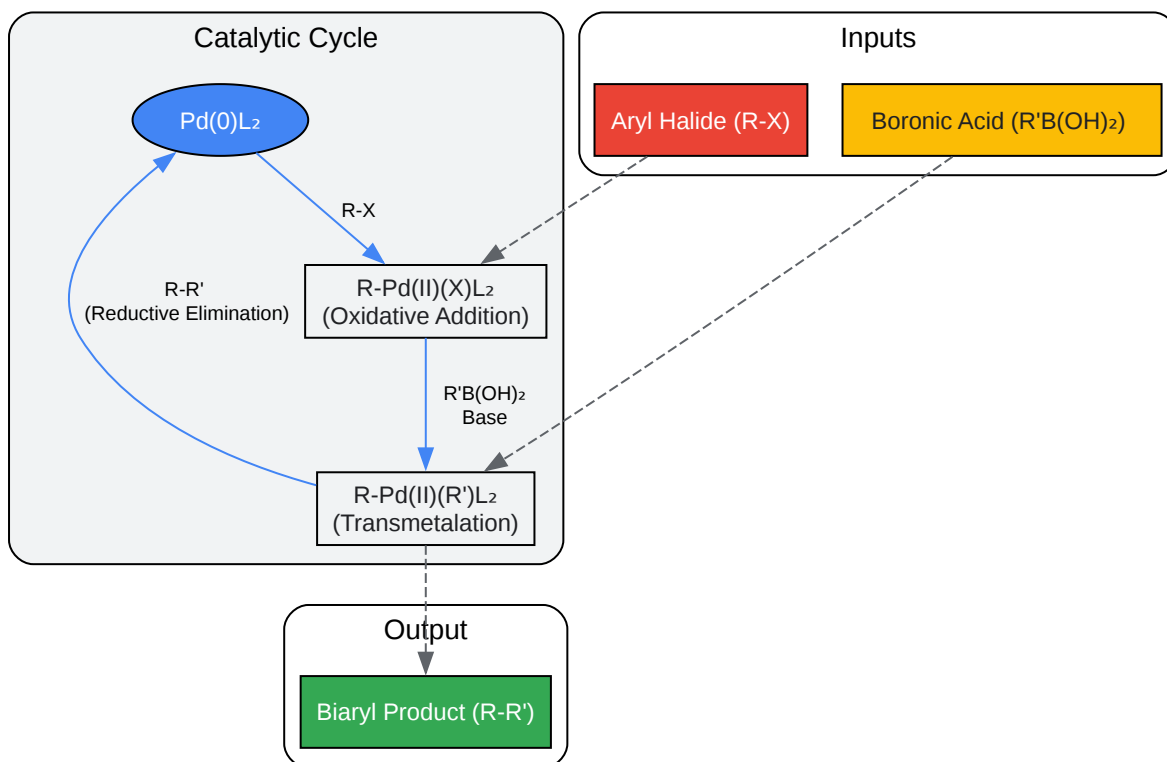 Catalytic Cycle
Inputs
Pd(0)L₂
Aryl Halide (R-X)
Boronic Acid (R'B(OH)₂)
R-X
R-Pd(II)(X)L₂
(Oxidative Addition)
R-R'
(Reductive Elimination)
R'B(OH)₂
Base
R-Pd(II)(R')L₂
(Transmetalation)
Output
Biaryl Product (R-R')